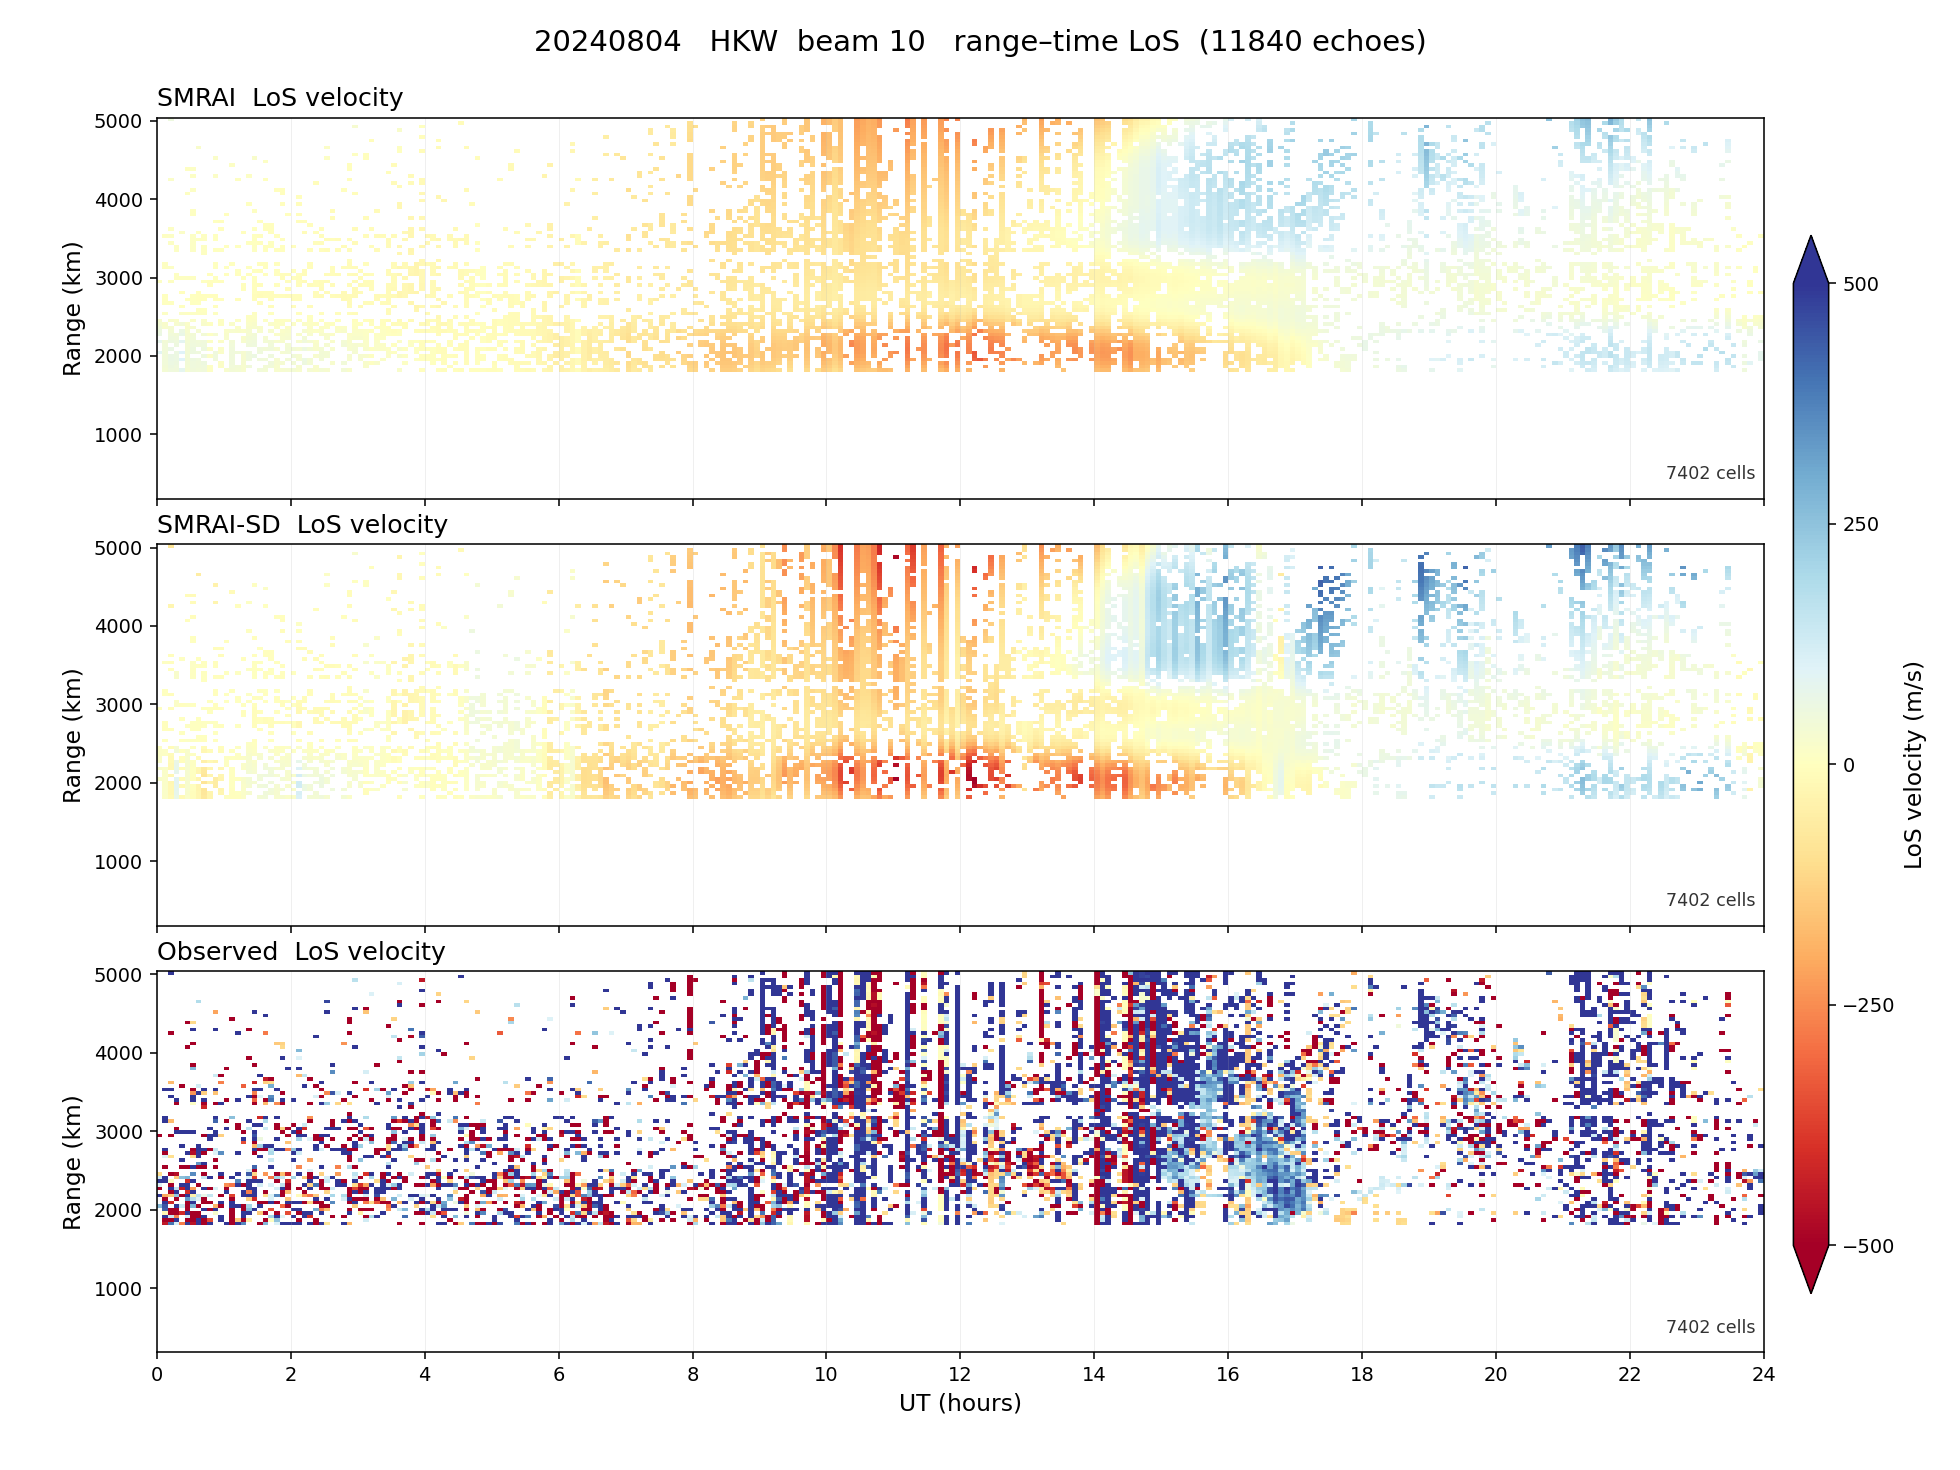 20240804   HKW  beam 10   range–time LoS  (11840 echoes)
SMRAI  LoS velocity
5000
4000
3000
2000
1000
Range (km)
7402 cells
SMRAI-SD  LoS velocity
5000
4000
3000
2000
1000
Range (km)
7402 cells
Observed  LoS velocity
5000
4000
3000
2000
1000
Range (km)
7402 cells
0 2 4 6 8 10 12 14 16 18 20 22 24
UT (hours)
500
250
0
−250
−500
LoS velocity (m/s)